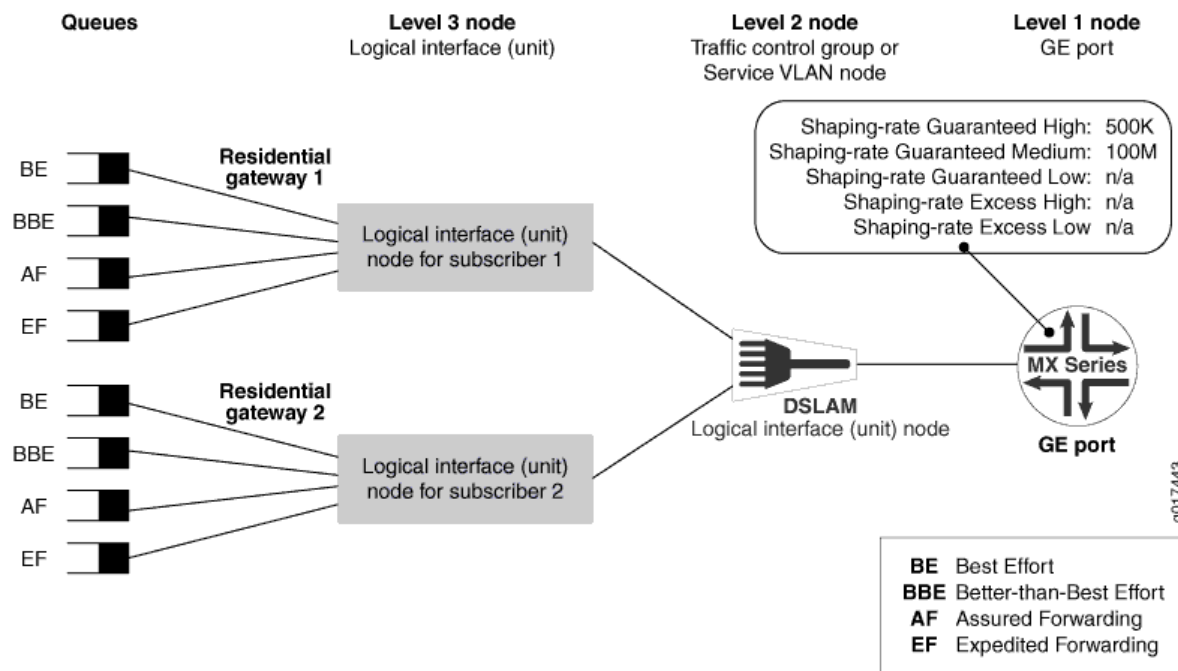 Queues
Level 3 node
Logical interface (unit)
Level 2 node
Traffic control group or
Service VLAN node
Level 1 node
GE port
Shaping-rate Guaranteed High: 500K
Shaping-rate Guaranteed Medium: 100M
Shaping-rate Guaranteed Low: n/a
Shaping-rate Excess High: n/a
Shaping-rate Excess Low n/a
BE
BBE
AF
EF
Residential
gateway 1
Logical interface (unit)
node for subscriber 1
BE
BBE
AF
EF
Residential
gateway 2
Logical interface (unit)
node for subscriber 2
DSLAM
Logical interface (unit) node
MX Series
GE port
g017443
BE Best Effort
BBE Better-than-Best Effort
AF Assured Forwarding
EF Expedited Forwarding